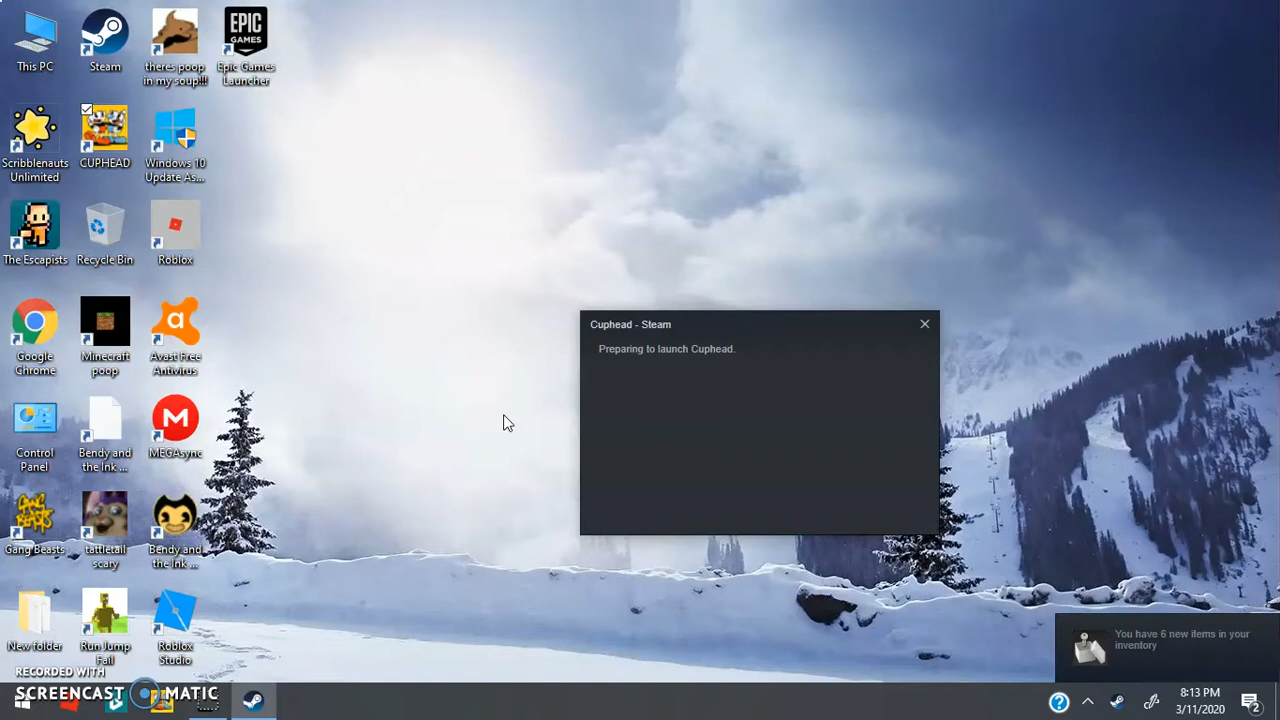 This PC
Steam
theres poop
in my soup!!!
EPIC
GAMES
Epic Games
Launcher
Scribblenauts
Unlimited
CUPHEAD
Windows 10
Update As...
The Escapists
Recycle Bin
Roblox
Google
Chrome
Minecraft
poop
Avast Free
Antivirus
Control
Panel
Bendy and
the Ink ...
MEGAsync
Gang Beasts
tattletail
scary
Bendy and
the Ink ...
New folder
Run Jump
Fail
Roblox
Studio
Cuphead - Steam
Preparing to launch Cuphead.
You have 6 new items in your
inventory
RECORDED WITH
SCREENCAST MATIC
8:13 PM
3/11/2020
2